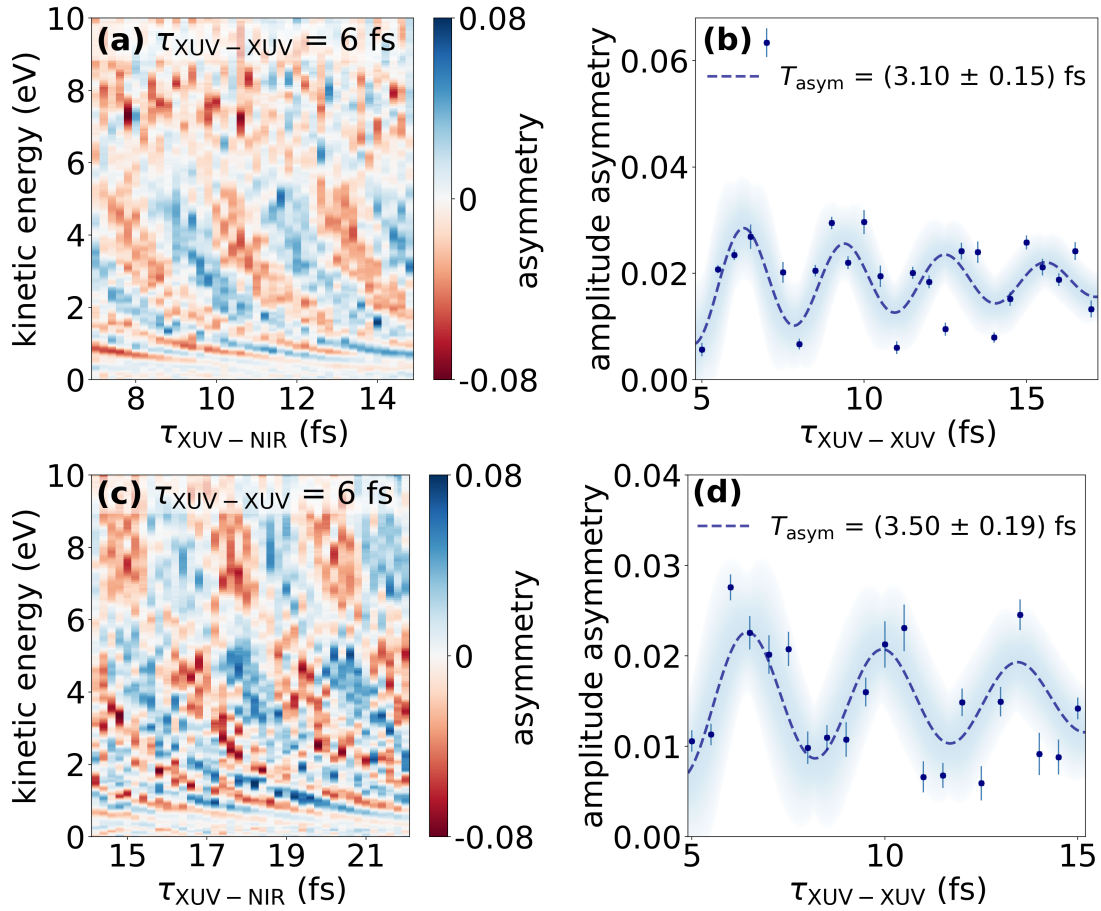 (a) τXUV−XUV = 6 fs
kinetic energy (eV)
0
2
4
6
8
10
8
10
12
14
τXUV−NIR (fs)
0.08
0
-0.08
asymmetry
(b)
Tasym = (3.10 ± 0.15) fs
amplitude asymmetry
0.00
0.02
0.04
0.06
5
10
15
τXUV−XUV (fs)
(c) τXUV−XUV = 6 fs
kinetic energy (eV)
0
2
4
6
8
10
15
17
19
21
τXUV−NIR (fs)
0.08
0
-0.08
asymmetry
(d)
Tasym = (3.50 ± 0.19) fs
amplitude asymmetry
0.00
0.01
0.02
0.03
0.04
5
10
15
τXUV−XUV (fs)